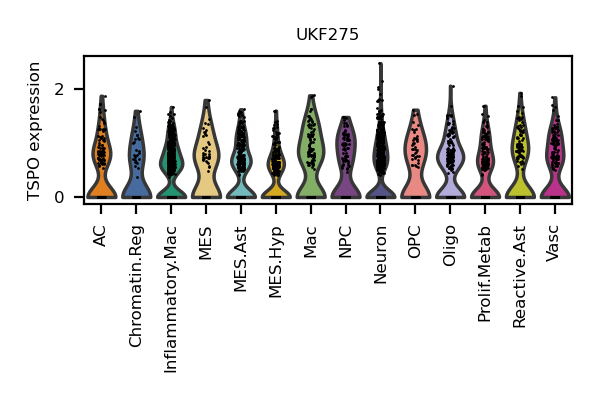 UKF275
TSPO expression
2
0
AC
Chromatin.Reg
Inflammatory.Mac
MES
MES.Ast
MES.Hyp
Mac
NPC
Neuron
OPC
Oligo
Prolif.Metab
Reactive.Ast
Vasc